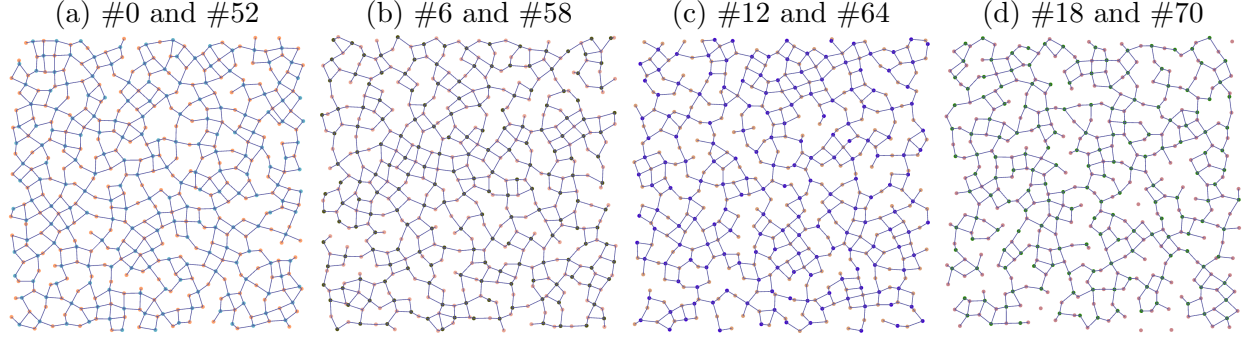 (a) #0 and #52
(b) #6 and #58
(c) #12 and #64
(d) #18 and #70